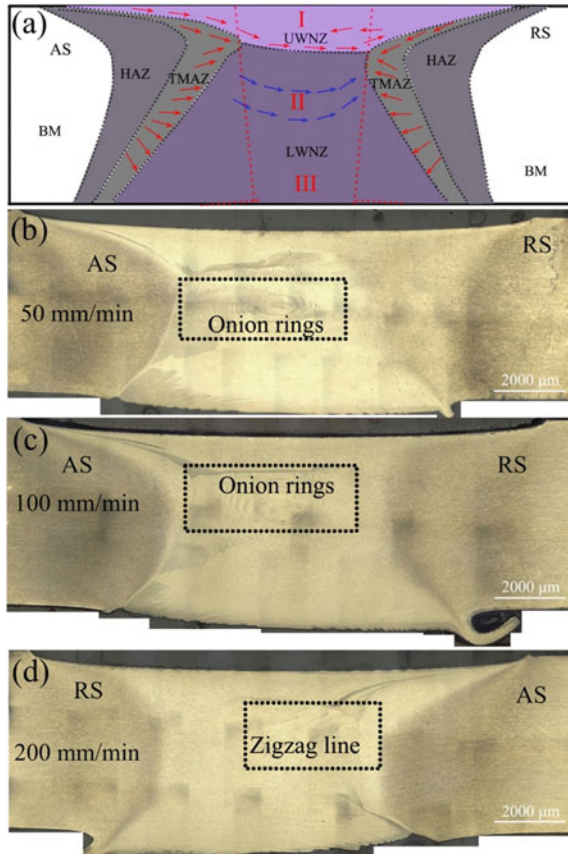 (a)
I
UWNZ
AS
RS
HAZ
TMAZ
TMAZ
HAZ
II
BM
LWNZ
III
BM
(b)
AS
RS
50 mm/min
Onion rings
2000 μm
(c)
AS
Onion rings
RS
100 mm/min
2000 μm
(d)
RS
AS
200 mm/min
Zigzag line
2000 μm